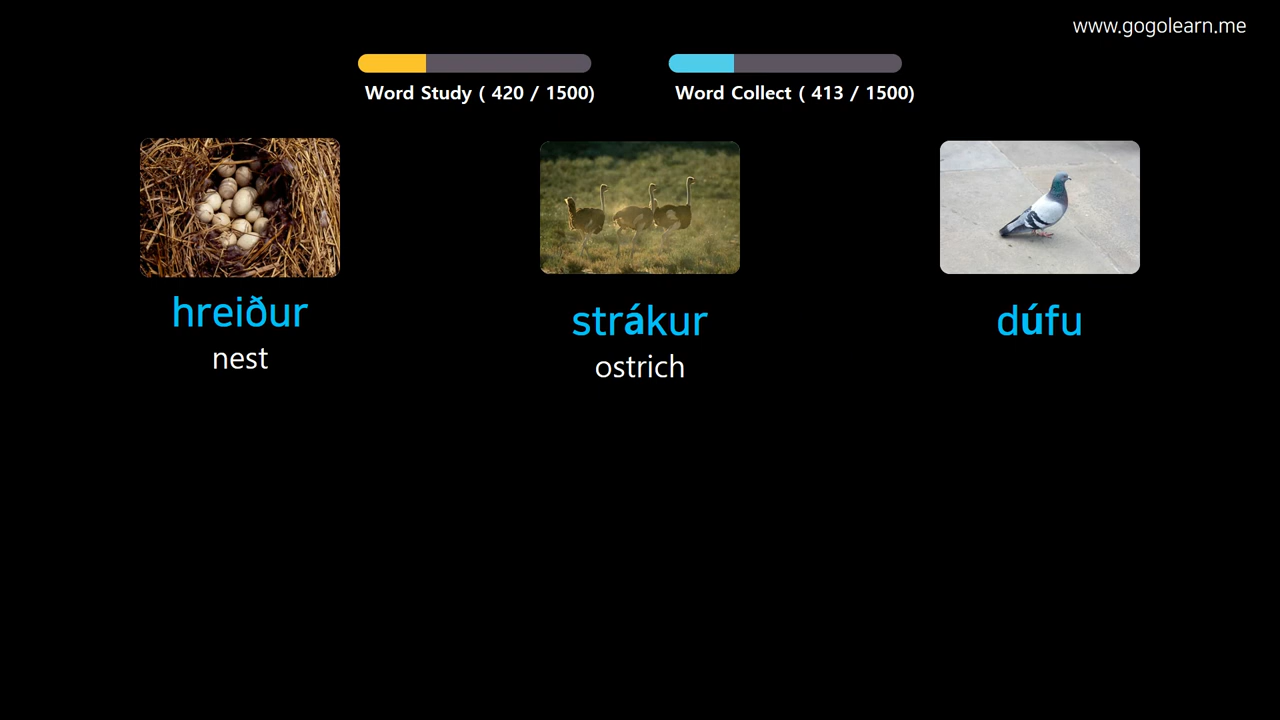 www.gogolearn.me
Word Study ( 420 / 1500)
Word Collect ( 413 / 1500)
hreiður
nest
strákur
ostrich
dúfu